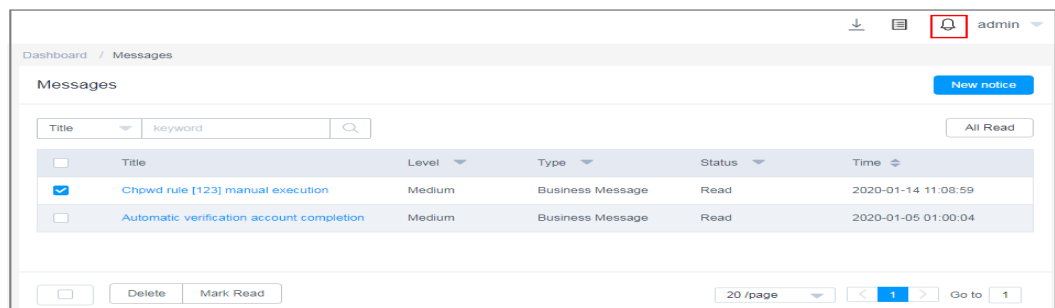 admin
Dashboard / Messages
Messages
New notice
Title keyword
All Read
Title Level Type Status Time
Chpwd rule [123] manual execution Medium Business Message Read 2020-01-14 11:08:59
Automatic verification account completion Medium Business Message Read 2020-01-05 01:00:04
Delete Mark Read 20 /page < 1 > Go to 1